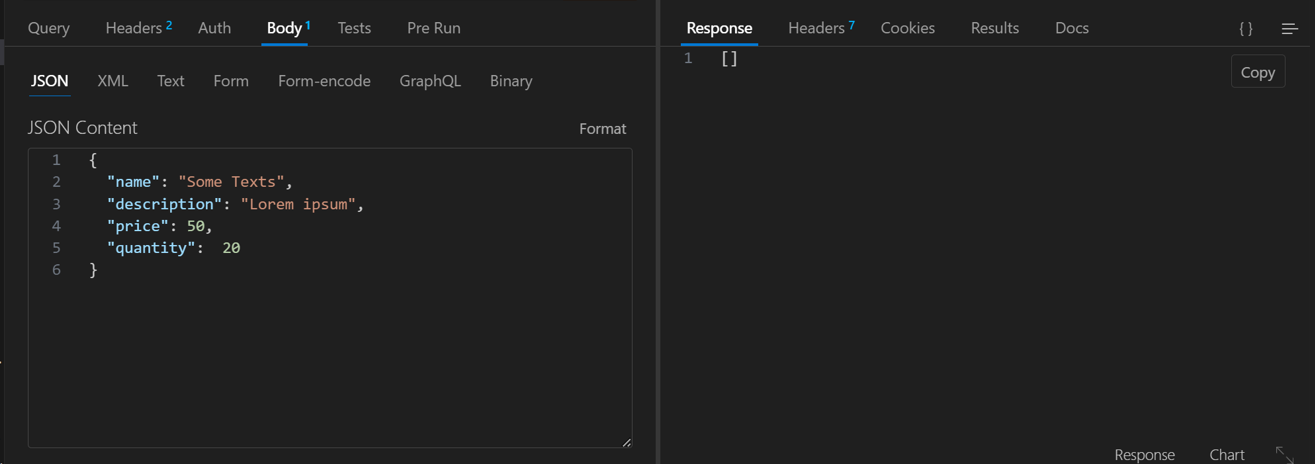 Query Headers 2 Auth Body 1 Tests Pre Run
JSON XML Text Form Form-encode GraphQL Binary
JSON Content Format
1 {
2 "name": "Some Texts",
3 "description": "Lorem ipsum",
4 "price": 50,
5 "quantity":  20
6 }
Response Headers 7 Cookies Results Docs { }
1 []
Copy
Response Chart